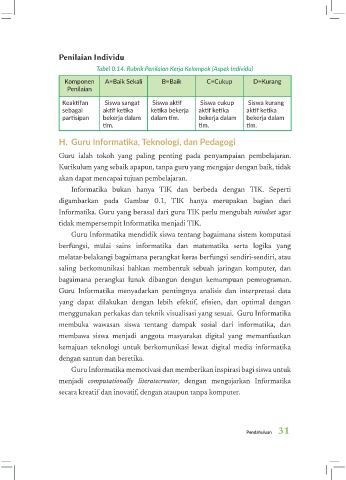 Penilaian Individu
Tabel 0.14. Rubrik Penilaian Kerja Kelompok (Aspek Individu)
Komponen Penilaian A=Baik Sekali B=Baik C=Cukup D=Kurang
Keaktifan sebagai partisipan Siswa sangat aktif ketika bekerja dalam tim. Siswa aktif ketika bekerja dalam tim. Siswa cukup aktif ketika bekerja dalam tim. Siswa kurang aktif ketika bekerja dalam tim.
H. Guru Informatika, Teknologi, dan Pedagogi
Guru ialah tokoh yang paling penting pada penyampaian pembelajaran.
Kurikulum yang sebaik apapun, tanpa guru yang mengajar dengan baik, tidak
akan dapat mencapai tujuan pembelajaran.
Informatika bukan hanya TIK dan berbeda dengan TIK. Seperti
digambarkan pada Gambar 0.1, TIK hanya merupakan bagian dari
Informatika. Guru yang berasal dari guru TIK perlu mengubah mindset agar
tidak mempersempit Informatika menjadi TIK.
Guru Informatika mendidik siswa tentang bagaimana sistem komputasi
berfungsi, mulai sains informatika dan matematika serta logika yang
melatar-belakangi bagaimana perangkat keras berfungsi sendiri-sendiri, atau
saling berkomunikasi bahkan membentuk sebuah jaringan komputer, dan
bagaimana perangkat lunak dibangun dengan kemampuan pemrograman.
Guru Informatika menyadarkan pentingnya analisis dan interpretasi data
yang dapat dilakukan dengan lebih efektif, efisien, dan optimal dengan
menggunakan perkakas dan teknik visualisasi yang sesuai. Guru Informatika
membuka wawasan siswa tentang dampak sosial dari informatika, dan
membawa siswa menjadi anggota masyarakat digital yang memanfaatkan
kemajuan teknologi untuk berkomunikasi lewat digital media informatika
dengan santun dan beretika.
Guru Informatika memotivasi dan memberikan inspirasi bagi siswa untuk
menjadi computationally literatecreator, dengan mengajarkan Informatika
secara kreatif dan inovatif, dengan ataupun tanpa komputer.
Pendahuluan 31